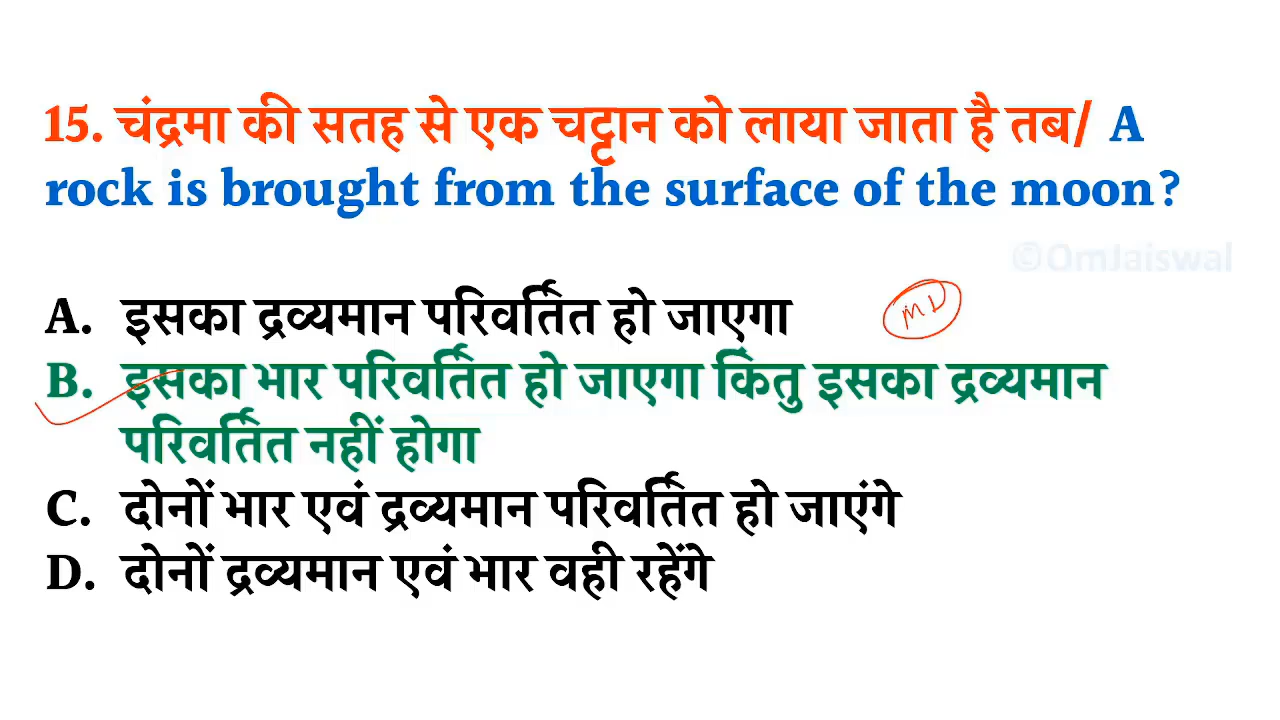 15. चंद्रमा की सतह से एक चट्टान को लाया जाता है तब/ A
rock is brought from the surface of the moon?
©OmJaiswal
A. इसका द्रव्यमान परिवर्तित हो जाएगा
B. इसका भार परिवर्तित हो जाएगा किंतु इसका द्रव्यमान
परिवर्तित नहीं होगा
C. दोनों भार एवं द्रव्यमान परिवर्तित हो जाएंगे
D. दोनों द्रव्यमान एवं भार वही रहेंगे